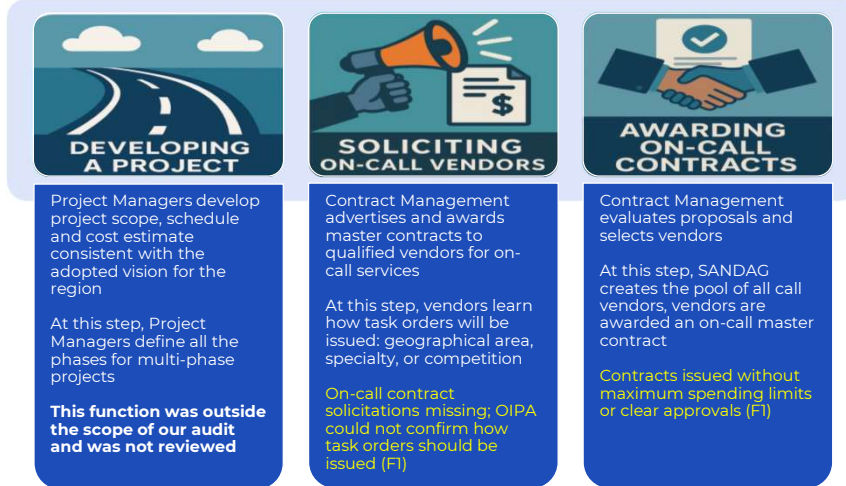 DEVELOPING
A PROJECT
Project Managers develop
project scope, schedule
and cost estimate
consistent with the
adopted vision for the
region
At this step, Project
Managers define all the
phases for multi-phase
projects
This function was outside
the scope of our audit
and was not reviewed
$
SOLICITING
ON-CALL VENDORS
Contract Management
advertises and awards
master contracts to
qualified vendors for on-
call services
At this step, vendors learn
how task orders will be
issued: geographical area,
specialty, or competition
On-call contract
solicitations missing; OIPA
could not confirm how
task orders should be
issued (F1)
AWARDING
ON-CALL
CONTRACTS
Contract Management
evaluates proposals and
selects vendors
At this step, SANDAG
creates the pool of all call
vendors, vendors are
awarded an on-call master
contract
Contracts issued without
maximum spending limits
or clear approvals (F1)